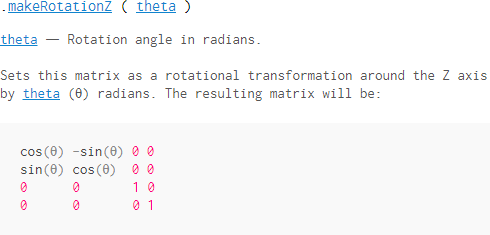 .makeRotationZ ( theta )
theta — Rotation angle in radians.
Sets this matrix as a rotational transformation around the Z axis
by theta (θ) radians. The resulting matrix will be:
cos(θ) -sin(θ) 0 0
sin(θ) cos(θ)  0 0
0      0       1 0
0      0       0 1